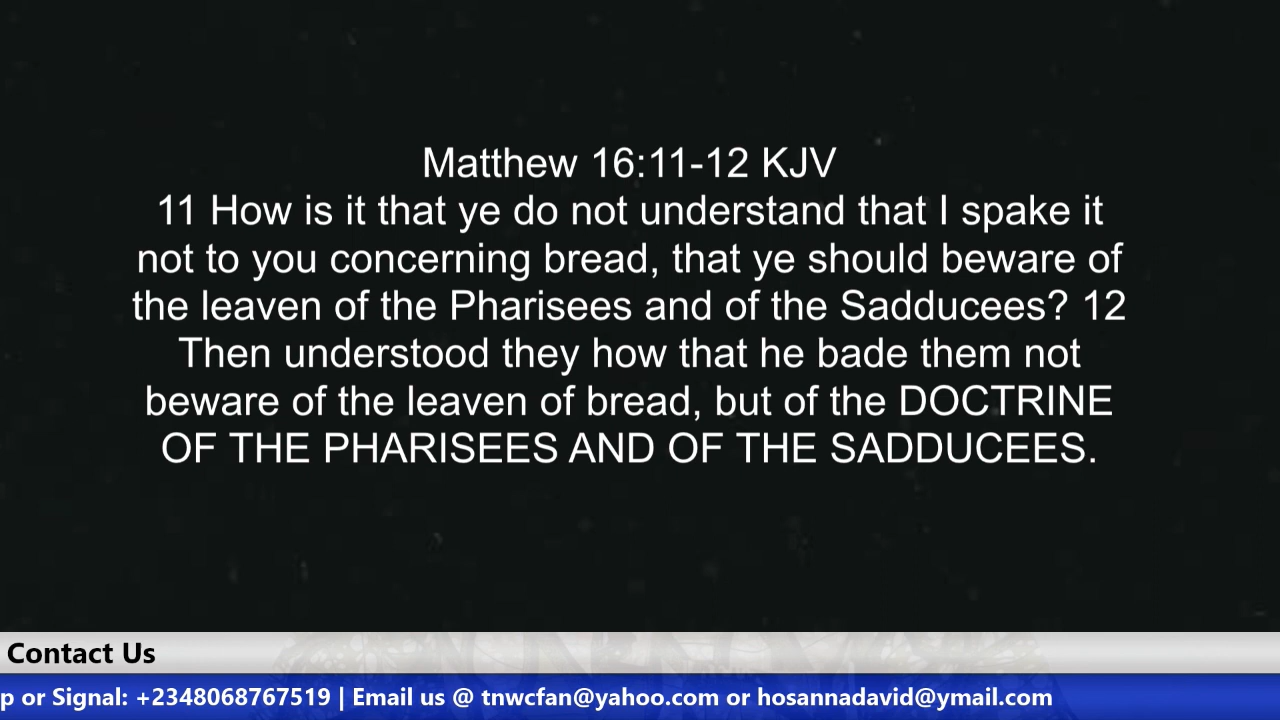 Matthew 16:11-12 KJV
11 How is it that ye do not understand that I spake it
not to you concerning bread, that ye should beware of
the leaven of the Pharisees and of the Sadducees? 12
Then understood they how that he bade them not
beware of the leaven of bread, but of the DOCTRINE
OF THE PHARISEES AND OF THE SADDUCEES.
Contact Us
p or Signal: +2348068767519 | Email us @ tnwcfan@yahoo.com or hosannadavid@ymail.com